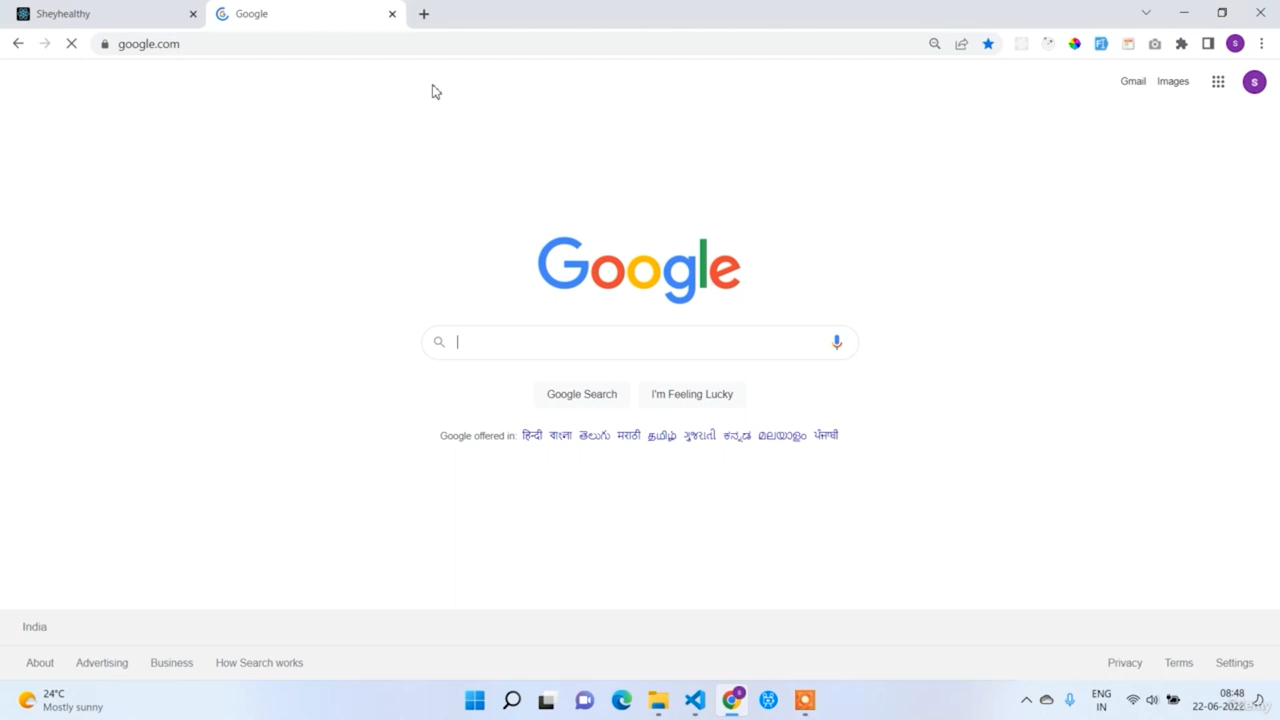 Sheyhealthy
Google
google.com
Gmail Images
S
Google
Google Search I'm Feeling Lucky
Google offered in: हिन्दी বাংলা తెలుగు मराठी தமிழ் ગુજરાતી ಕನ್ನಡ മലയാളം ਪੰਜਾਬੀ
India
About Advertising Business How Search works
Privacy Terms Settings
24°C
Mostly sunny
ENG
IN
08:48
22-06-2022